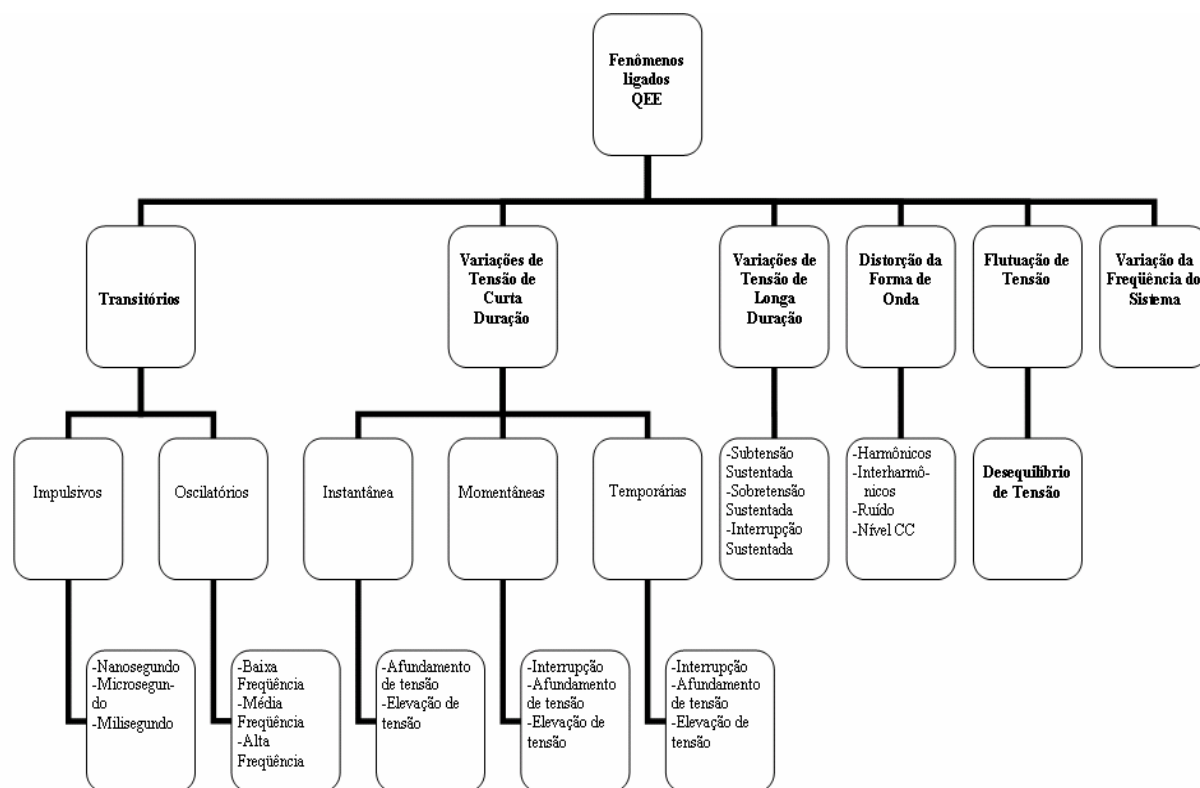 Fenômenos
ligados
QEE
Transitórios
Variações de
Tensão de
Curta
Duração
Variações de
Tensão de
Longa
Duração
Distorção da
Forma de
Onda
Flutuação de
Tensão
Variação da
Freqüência do
Sistema
Impulsivos
Oscilatórios
Instantânea
Momentâneas
Temporárias
-Subtensão
Sustentada
-Sobretensão
Sustentada
-Interrupção
Sustentada
-Harmônicos
-Interharmô-
nicos
-Ruído
-Nível CC
Desequilíbrio
de Tensão
-Nanosegundo
-Microsegun-
do
-Milisegundo
-Baixa
Freqüência
-Média
Freqüência
-Alta
Freqüência
-Afundamento
de tensão
-Elevação de
tensão
-Interrupção
-Afundamento
de tensão
-Elevação de
tensão
-Interrupção
-Afundamento
de tensão
-Elevação de
tensão